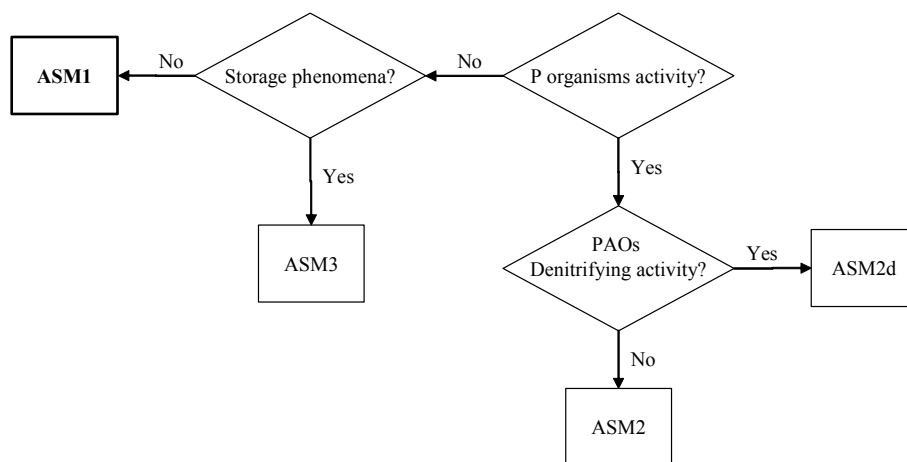 No
No
ASM1
Storage phenomena?
P organisms activity?
Yes
Yes
ASM3
PAOs
Denitrifying activity?
Yes
ASM2d
No
ASM2